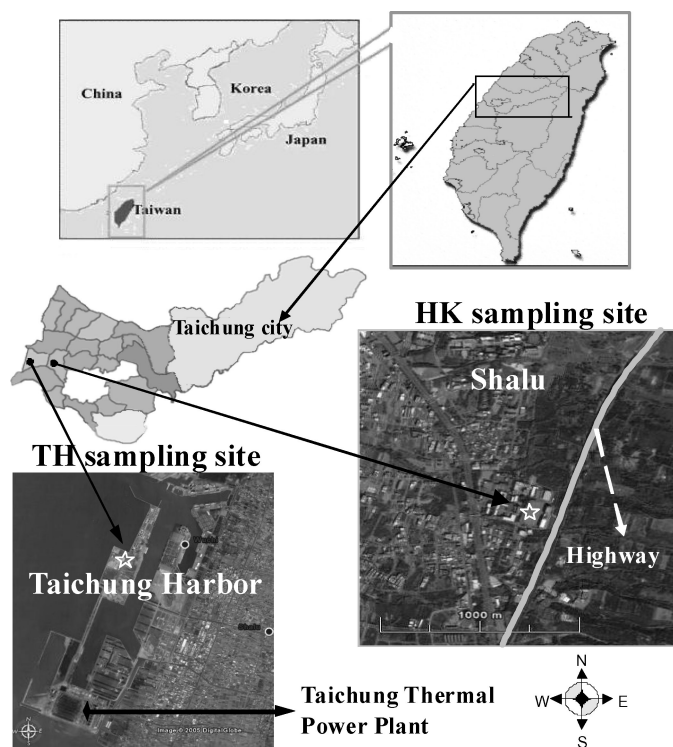 China
Korea
Japan
Taiwan
Taichung city
HK sampling site
Shalu
Highway
1000 m
TH sampling site
Taichung Harbor
Shalu
Image © 2005 DigitalGlobe
Taichung Thermal
Power Plant
N
W E
S